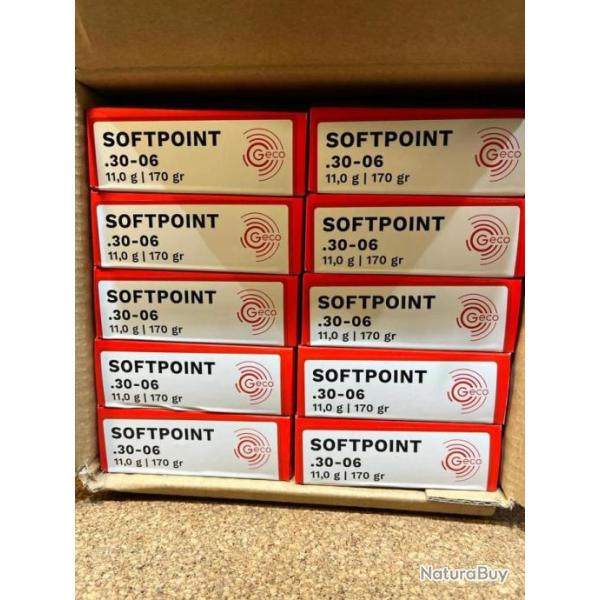 SOFTPOINT
.30-06
11,0 g | 170 gr
Geco
SOFTPOINT
.30-06
11,0 g | 170 gr
Geco
SOFTPOINT
.30-06
11,0 g | 170 gr
Geco
SOFTPOINT
.30-06
11,0 g | 170 gr
Geco
SOFTPOINT
.30-06
11,0 g | 170 gr
Geco
SOFTPOINT
.30-06
11,0 g | 170 gr
Geco
SOFTPOINT
.30-06
11,0 g | 170 gr
Geco
SOFTPOINT
.30-06
11,0 g | 170 gr
Geco
SOFTPOINT
.30-06
11,0 g | 170 gr
Geco
SOFTPOINT
.30-06
11,0 g | 170 gr
Geco
NaturaBuy